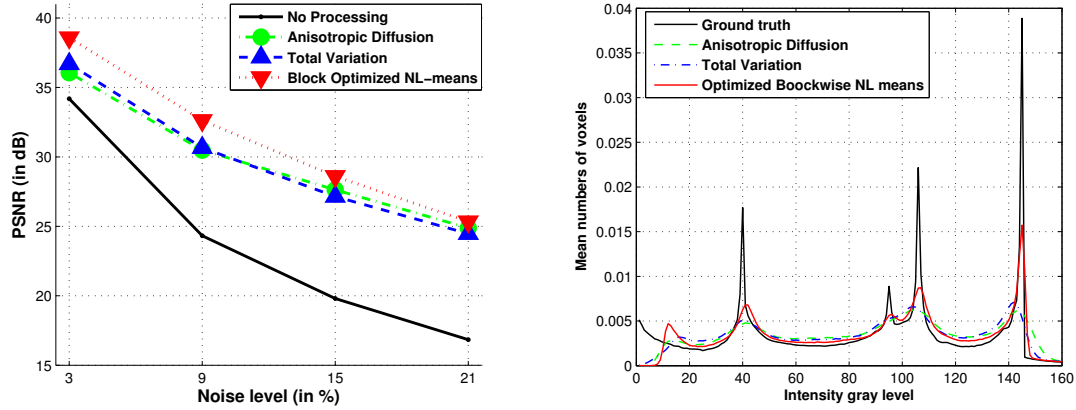 No Processing
Anisotropic Diffusion
Total Variation
Block Optimized NL-means
PSNR (in dB)
40
35
30
25
20
15
3 9 15 21
Noise level (in %)
Ground truth
Anisotropic Diffusion
Total Variation
Optimized Boockwise NL means
Mean numbers of voxels
0.04
0.035
0.03
0.025
0.02
0.015
0.01
0.005
0
0 20 40 60 80 100 120 140 160
Intensity gray level